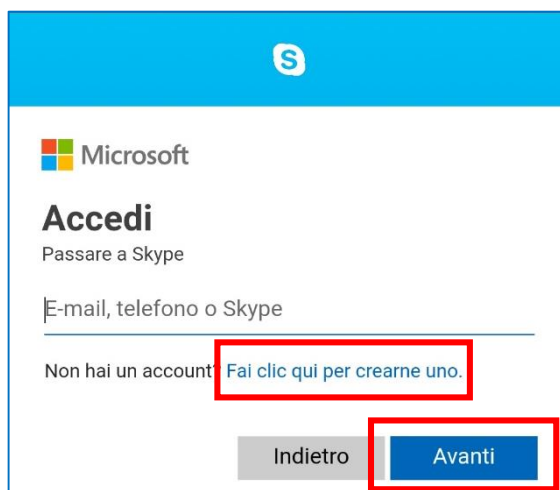 S
Microsoft
Accedi
Passare a Skype
E-mail, telefono o Skype
Non hai un account? Fai clic qui per crearne uno.
Indietro Avanti